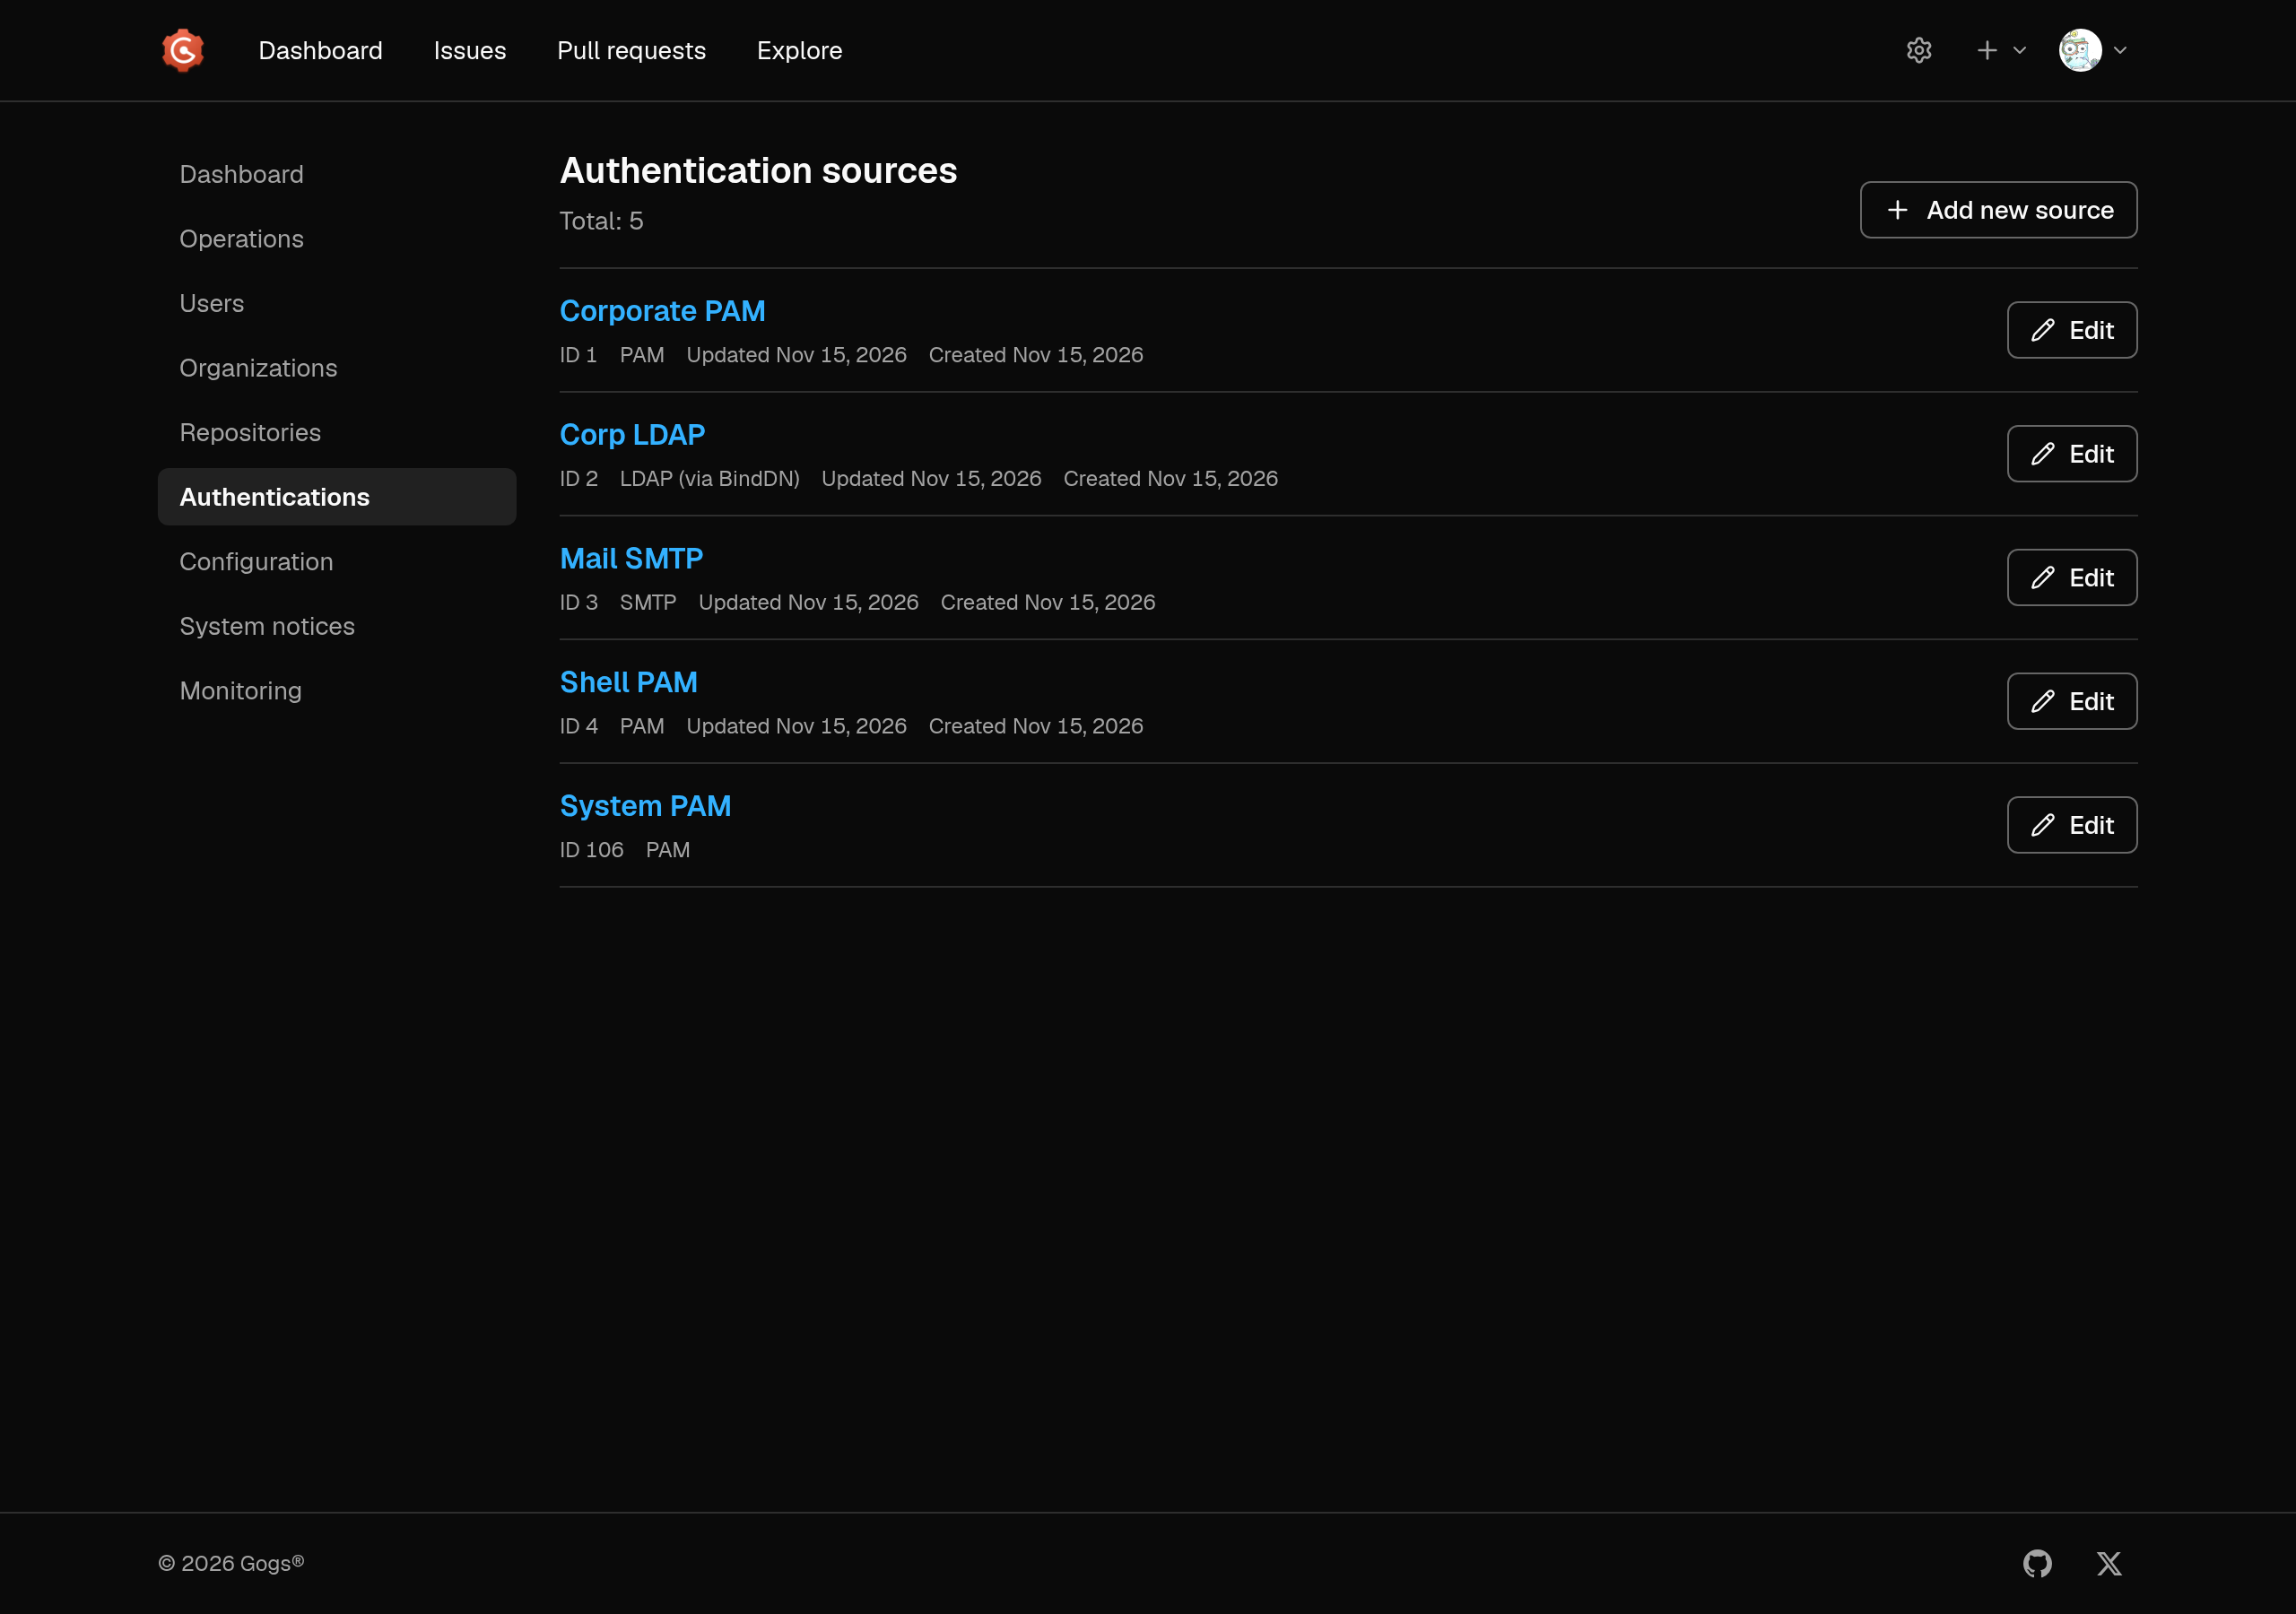 Dashboard Issues Pull requests Explore
Dashboard
Operations
Users
Organizations
Repositories
Authentications
Configuration
System notices
Monitoring
Authentication sources
Total: 5
Add new source
Corporate PAM
ID 1 PAM Updated Nov 15, 2026 Created Nov 15, 2026
Edit
Corp LDAP
ID 2 LDAP (via BindDN) Updated Nov 15, 2026 Created Nov 15, 2026
Edit
Mail SMTP
ID 3 SMTP Updated Nov 15, 2026 Created Nov 15, 2026
Edit
Shell PAM
ID 4 PAM Updated Nov 15, 2026 Created Nov 15, 2026
Edit
System PAM
ID 106 PAM
Edit
© 2026 Gogs®